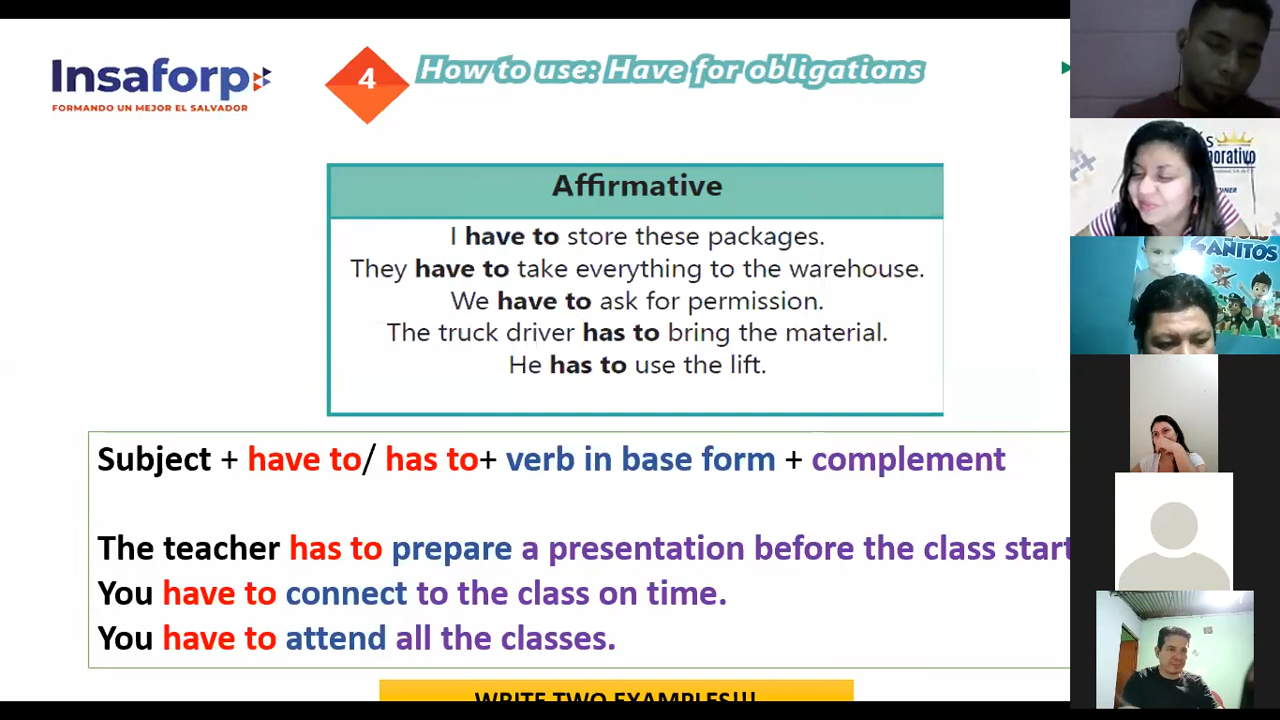 Insaforp
FORMANDO UN MEJOR EL SALVADOR
4
How to use: Have for obligations
Affirmative
I have to store these packages.
They have to take everything to the warehouse.
We have to ask for permission.
The truck driver has to bring the material.
He has to use the lift.
Subject + have to/ has to+ verb in base form + complement
The teacher has to prepare a presentation before the class start
You have to connect to the class on time.
You have to attend all the classes.
WRITE TWO EXAMPLES!!!
AÑITOS